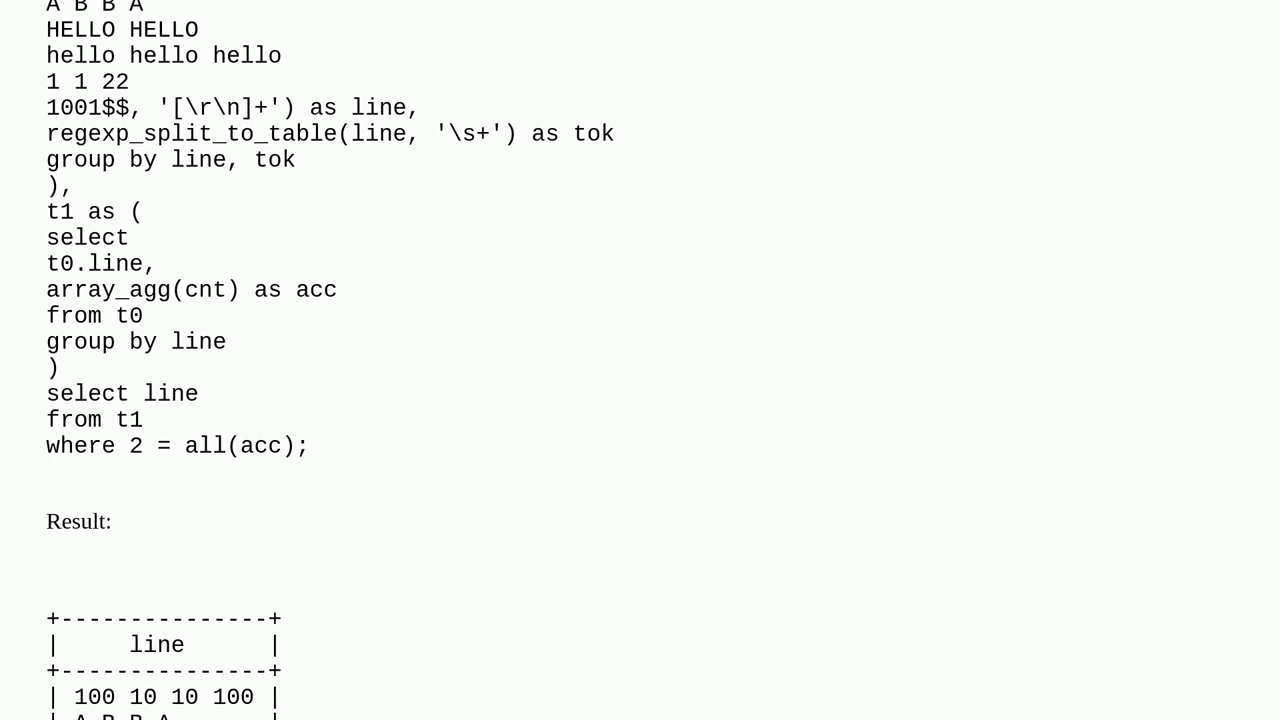 A B B A
HELLO HELLO
hello hello hello
1 1 22
1001$$, '[\r\n]+') as line,
regexp_split_to_table(line, '\s+') as tok
group by line, tok
),
t1 as (
select
t0.line,
array_agg(cnt) as acc
from t0
group by line
)
select line
from t1
where 2 = all(acc);
Result:
+---------------+
|     line      |
+---------------+
| 100 10 10 100 |
| A B B A       |